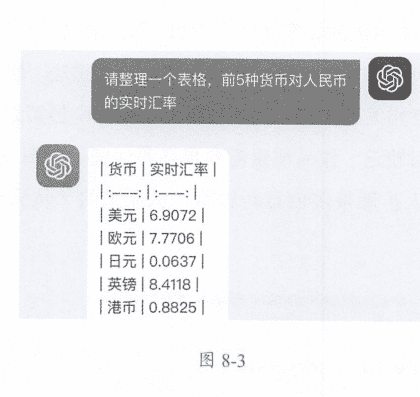 请整理一个表格，前5种货币对人民币
的实时汇率
| 货币 | 实时汇率 |
| :---: | :---: |
| 美元 | 6.9072 |
| 欧元 | 7.7706 |
| 日元 | 0.0637 |
| 英镑 | 8.4118 |
| 港币 | 0.8825 |
图 8-3